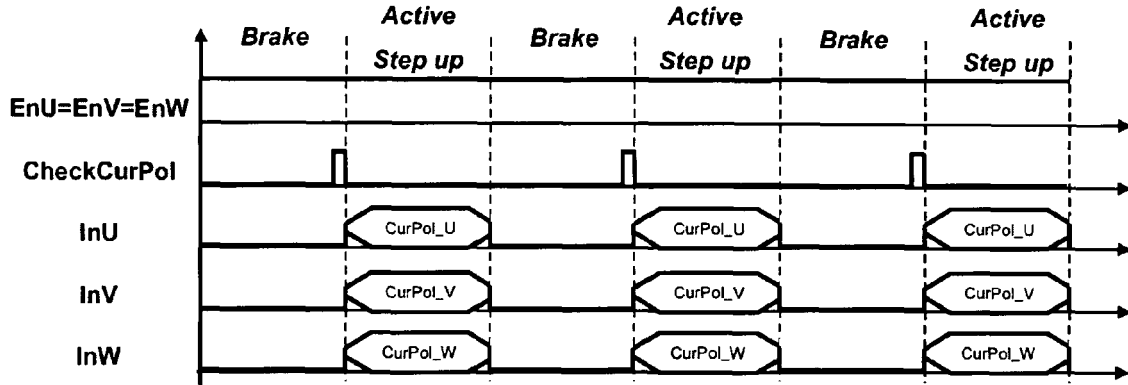 Brake Active Step up Brake Active Step up Brake Active Step up
EnU=EnV=EnW
CheckCurPol
InU CurPol_U CurPol_U CurPol_U
InV CurPol_V CurPol_V CurPol_V
InW CurPol_W CurPol_W CurPol_W